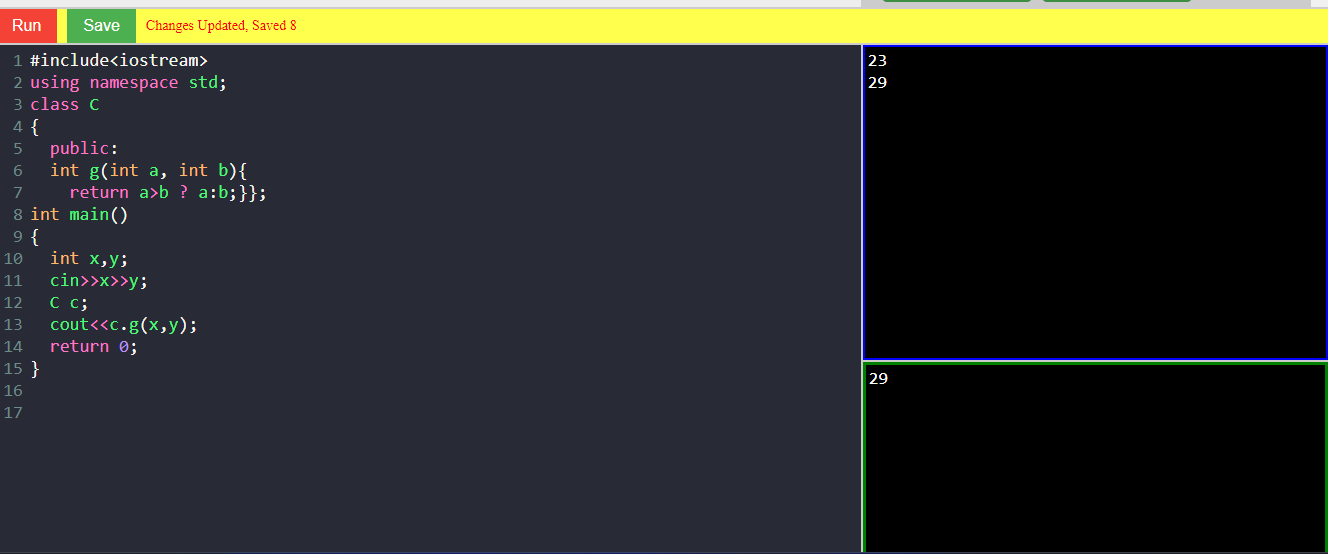 Run Save Changes Updated, Saved 8
1 #include<iostream>
2 using namespace std;
3 class C
4 {
5   public:
6   int g(int a, int b){
7     return a>b ? a:b;}};
8 int main()
9 {
10   int x,y;
11   cin>>x>>y;
12   C c;
13   cout<<c.g(x,y);
14   return 0;
15 }
16
17
23
29
29